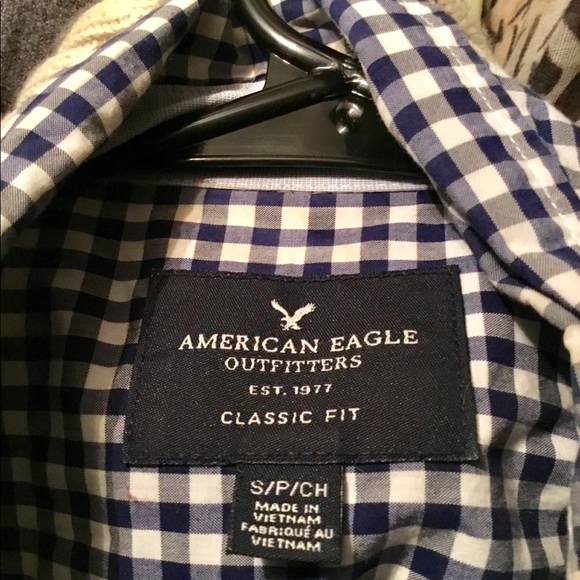 AMERICAN EAGLE
OUTFITTERS
EST. 1977
CLASSIC FIT
S/P/CH
MADE IN
VIETNAM
FABRIQUÉ AU
VIETNAM